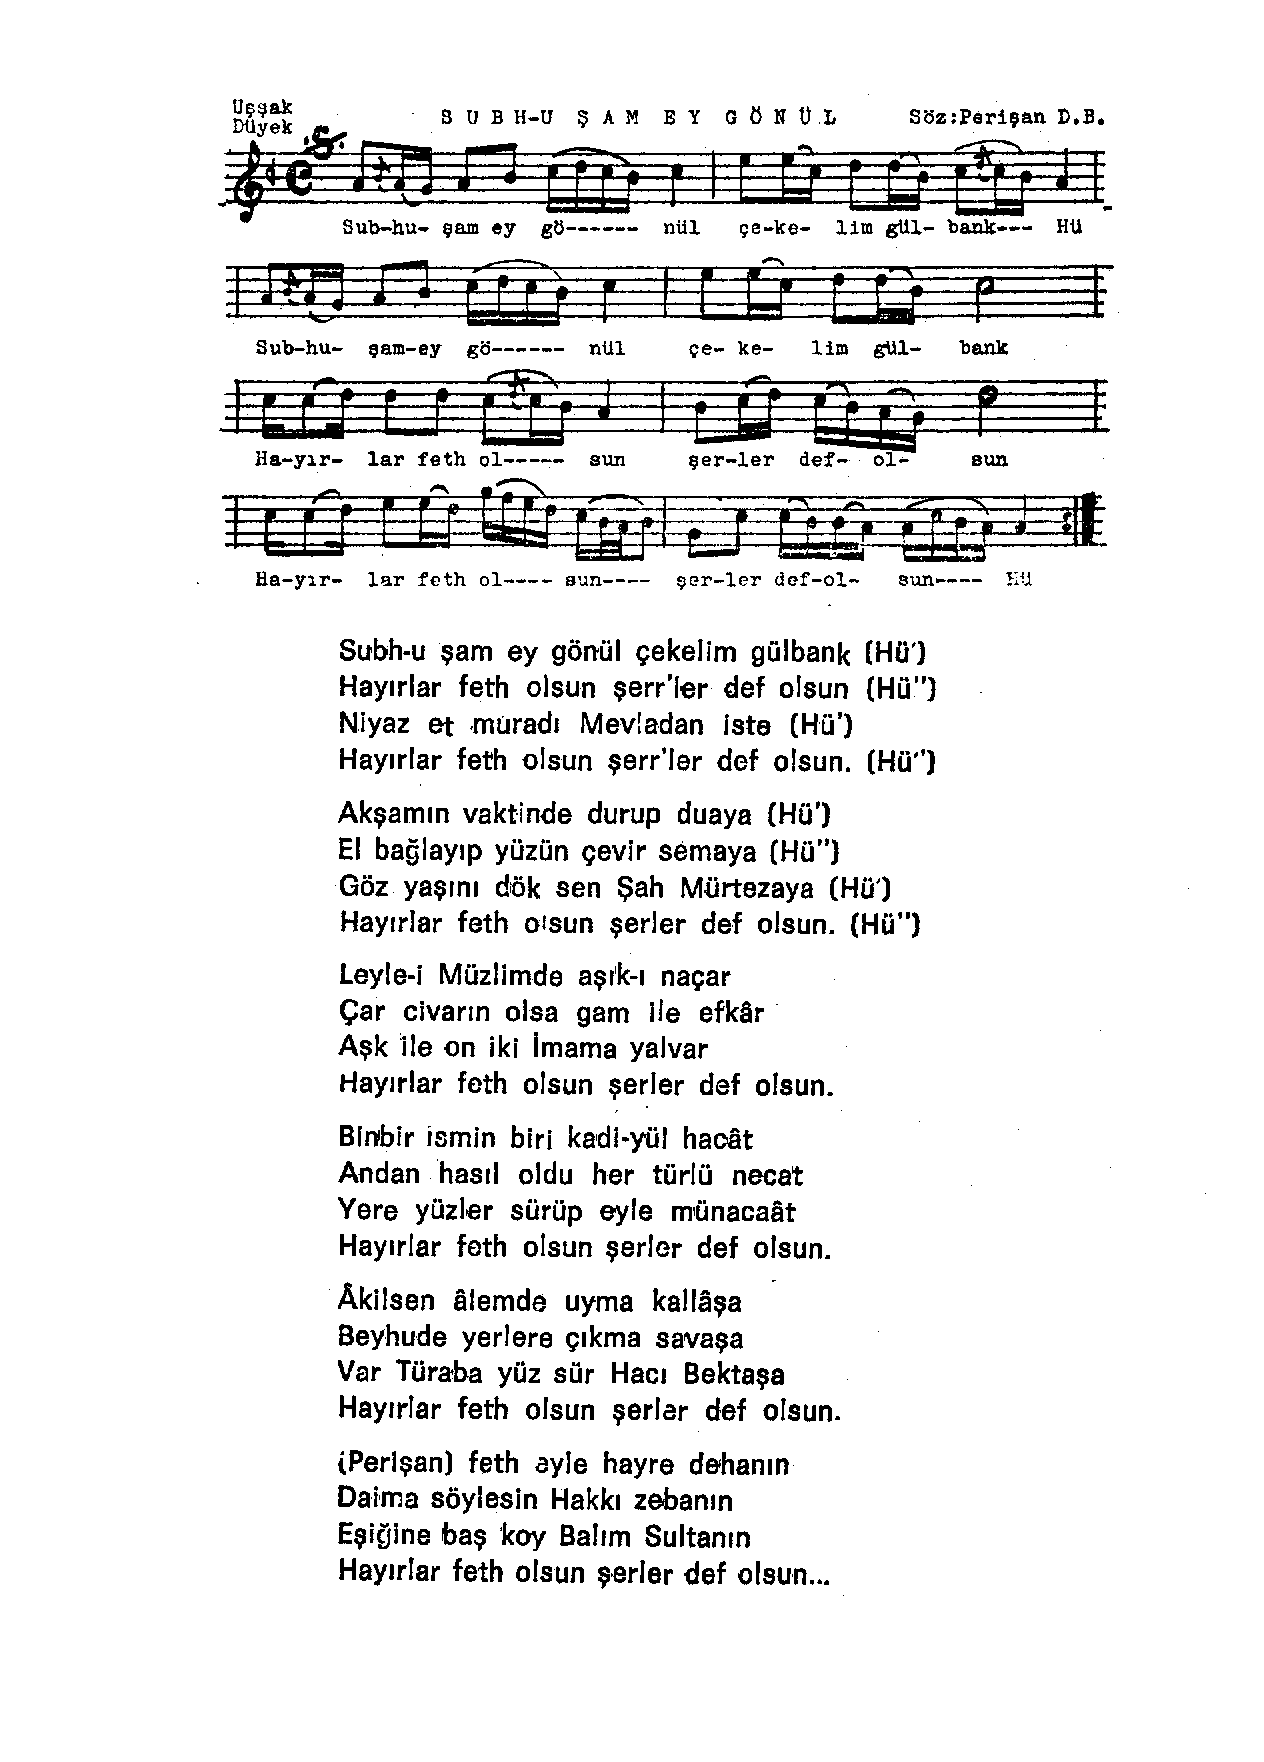 Uşşak
Düyek
SUBH-U ŞAM EY GÖNÜL
Söz:Perişan D.B.
Sub-hu- şam ey gö------ nül çe-ke- lim gül- bank--- Hü
Sub-hu- şam-ey gö------ nül çe- ke- lim gül- bank
Ha-yır- lar feth ol----- sun şer-ler def- ol- sun
Ha-yır- lar feth ol---- sun---- şer-ler def-ol- sun---- Hü
Subh-u şam ey gönül çekelim gülbank (Hü')
Hayırlar feth olsun şerr'ler def olsun (Hü")
Niyaz et muradı Mevladan iste (Hü')
Hayırlar feth olsun şerr'ler def olsun. (Hü")
Akşamın vaktinde durup duaya (Hü')
El bağlayıp yüzün çevir semaya (Hü")
Göz yaşını dök sen Şah Mürtezaya (Hü')
Hayırlar feth olsun şerler def olsun. (Hü")
Leyle-i Müzlimde aşık-ı naçar
Çar civarın olsa gam ile efkâr
Aşk ile on iki İmama yalvar
Hayırlar feth olsun şerler def olsun.
Binbir ismin biri kadi-yül hacât
Andan hasıl oldu her türlü necat
Yere yüzler sürüp eyle münacaât
Hayırlar feth olsun şerler def olsun.
Âkilsen âlemde uyma kallâşa
Beyhude yerlere çıkma savaşa
Var Türaba yüz sür Hacı Bektaşa
Hayırlar feth olsun şerler def olsun.
(Perişan) feth eyle hayre dehanın
Daima söylesin Hakkı zebanın
Eşiğine baş koy Balım Sultanın
Hayırlar feth olsun şerler def olsun...